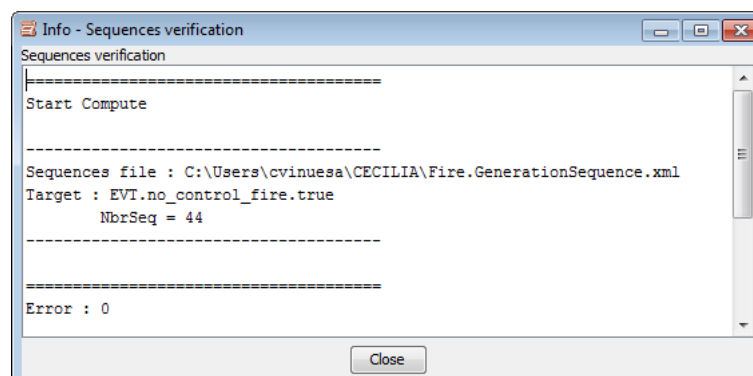 Info - Sequences verification
Sequences verification
======================================
Start Compute
--------------------------------------
Sequences file : C:\Users\cvinuesa\CECILIA\Fire.GenerationSequence.xml
Target : EVT.no_control_fire.true
NbrSeq = 44
--------------------------------------
======================================
Error : 0
Close